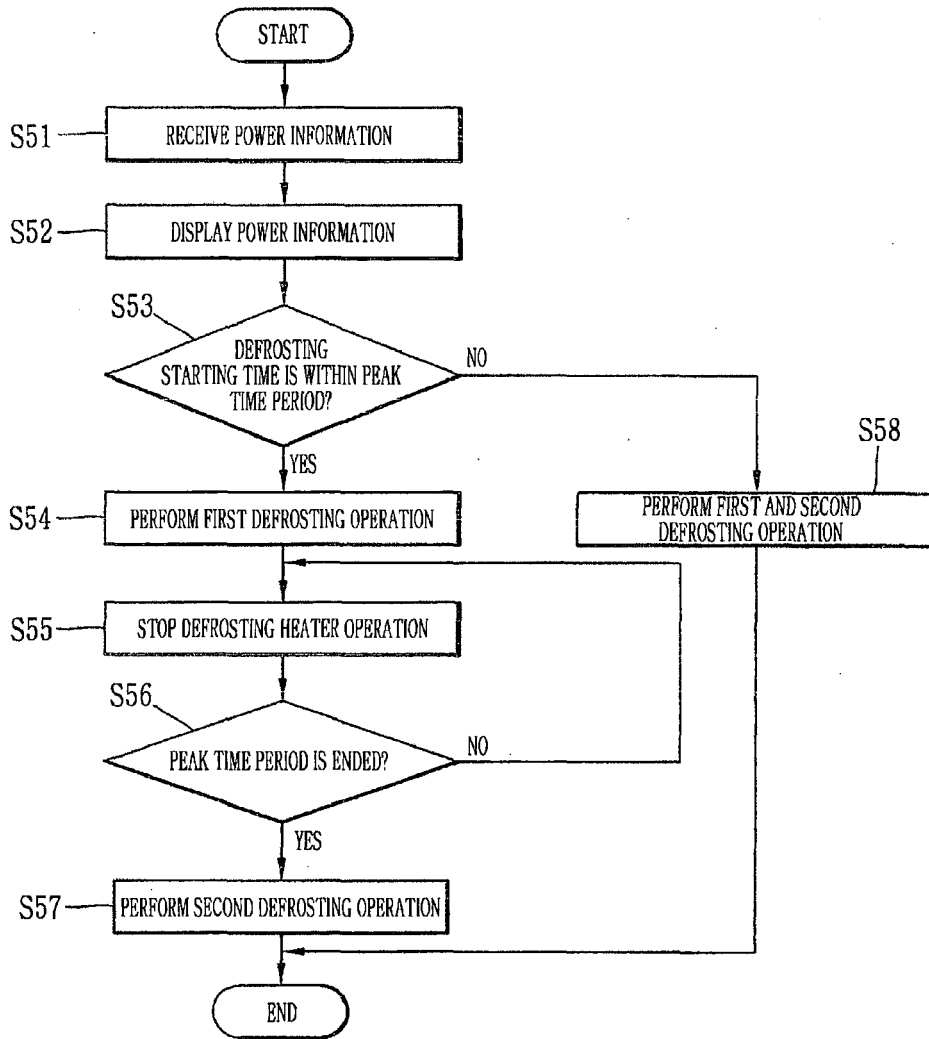 START
S51
RECEIVE POWER INFORMATION
S52
DISPLAY POWER INFORMATION
S53
DEFROSTING
STARTING TIME IS WITHIN PEAK
TIME PERIOD?
NO
YES
S58
PERFORM FIRST AND SECOND
DEFROSTING OPERATION
S54
PERFORM FIRST DEFROSTING OPERATION
S55
STOP DEFROSTING HEATER OPERATION
S56
PEAK TIME PERIOD IS ENDED?
NO
YES
S57
PERFORM SECOND DEFROSTING OPERATION
END